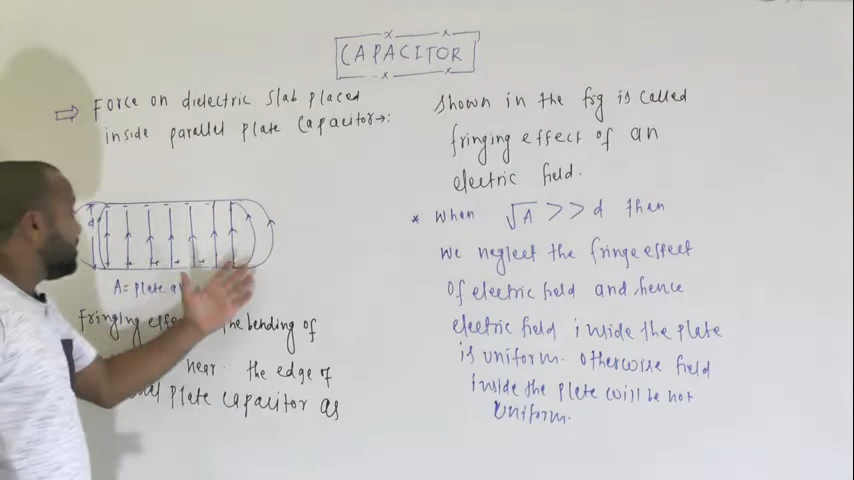 CAPACITOR
⇒ Force on dielectric slab placed
inside parallel plate capacitor→:
d
A = plate
fringing effect the bending of
near the edge of
plate capacitor as
shown in the fig is called
fringing effect of an
electric field.
* when √A >> d then
we neglect the fringe effect
of electric field and hence
electric field inside the plate
is uniform. otherwise field
inside the plate will be not
uniform.